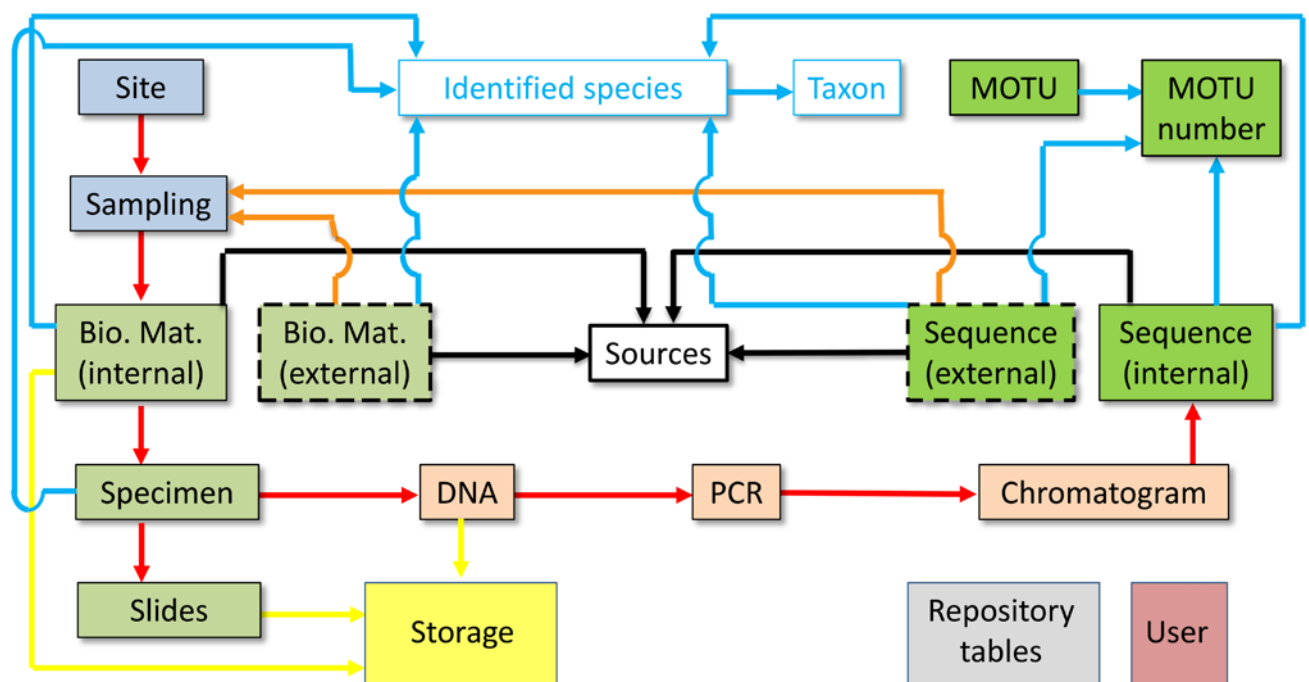 Site
Identified species
Taxon
MOTU
MOTU
number
Sampling
Bio. Mat.
(internal)
Bio. Mat.
(external)
Sources
Sequence
(external)
Sequence
(internal)
Specimen
DNA
PCR
Chromatogram
Slides
Storage
Repository
tables
User